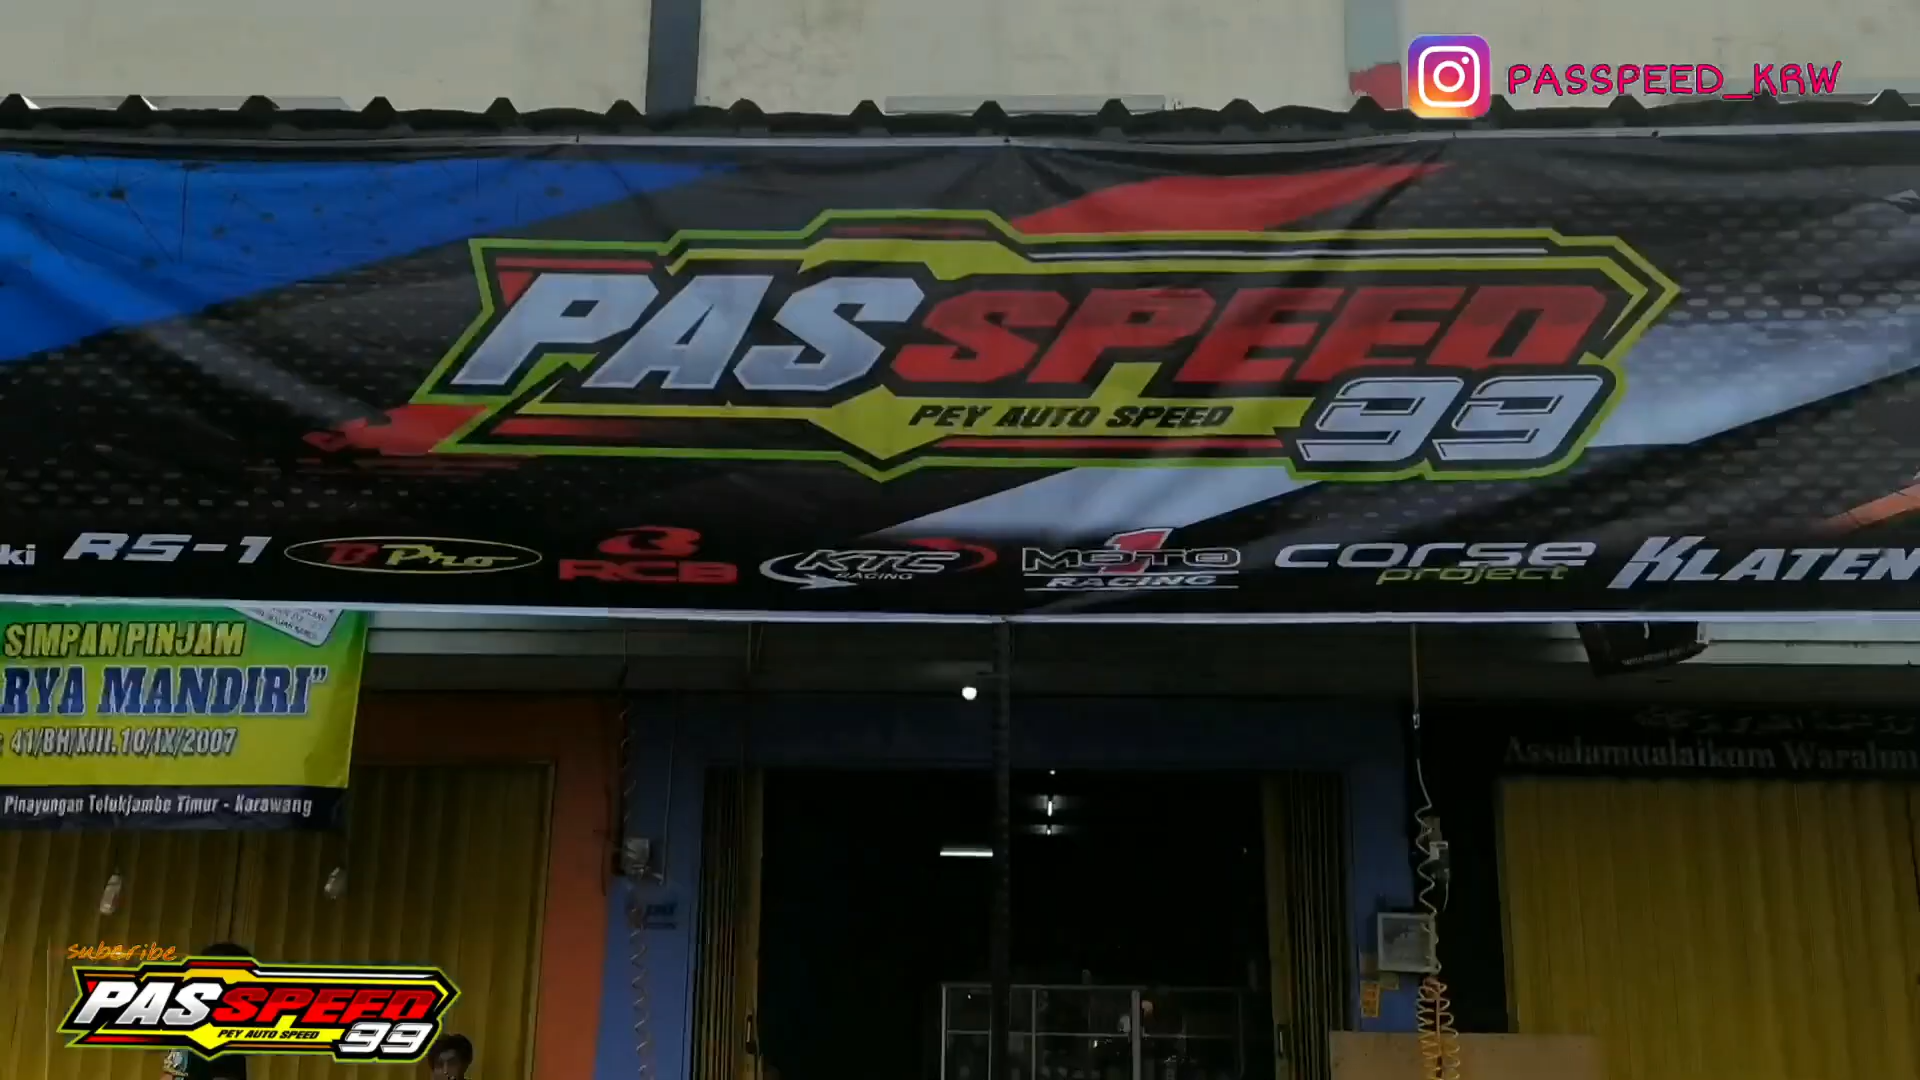 PASSPEED_KRW
PASSPEED
PEY AUTO SPEED
99
ki RS-1 B Pro RCB KTC RACING MOTO 1 RACING corse project KLATEN
SIMPAN PINJAM
RYA MANDIRI"
41/BH/XIII.10/IX/2007
Pinayungan Telukjambe Timur - Karawang
Assalamualaikum
suberibe
PASSPEED
PEY AUTO SPEED
99